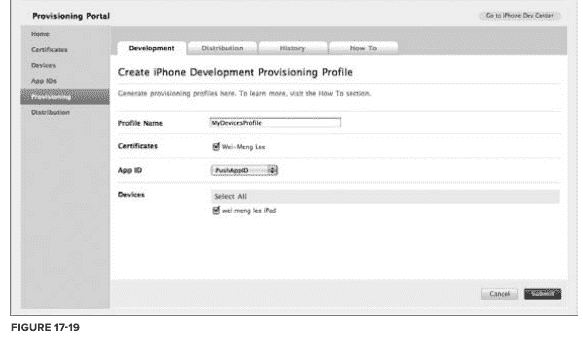 Provisioning Portal
Go to iPhone Dev Center
Home
Certificates
Devices
App IDs
Provisioning
Distribution
Development Distribution History How To
Create iPhone Development Provisioning Profile
Generate provisioning profiles here. To learn more, visit the How To section.
Profile Name MyDevicesProfile
Certificates Wei-Meng Lee
App ID PushAppID
Devices Select All
wei meng lee iPad
Cancel Submit
FIGURE 17-19